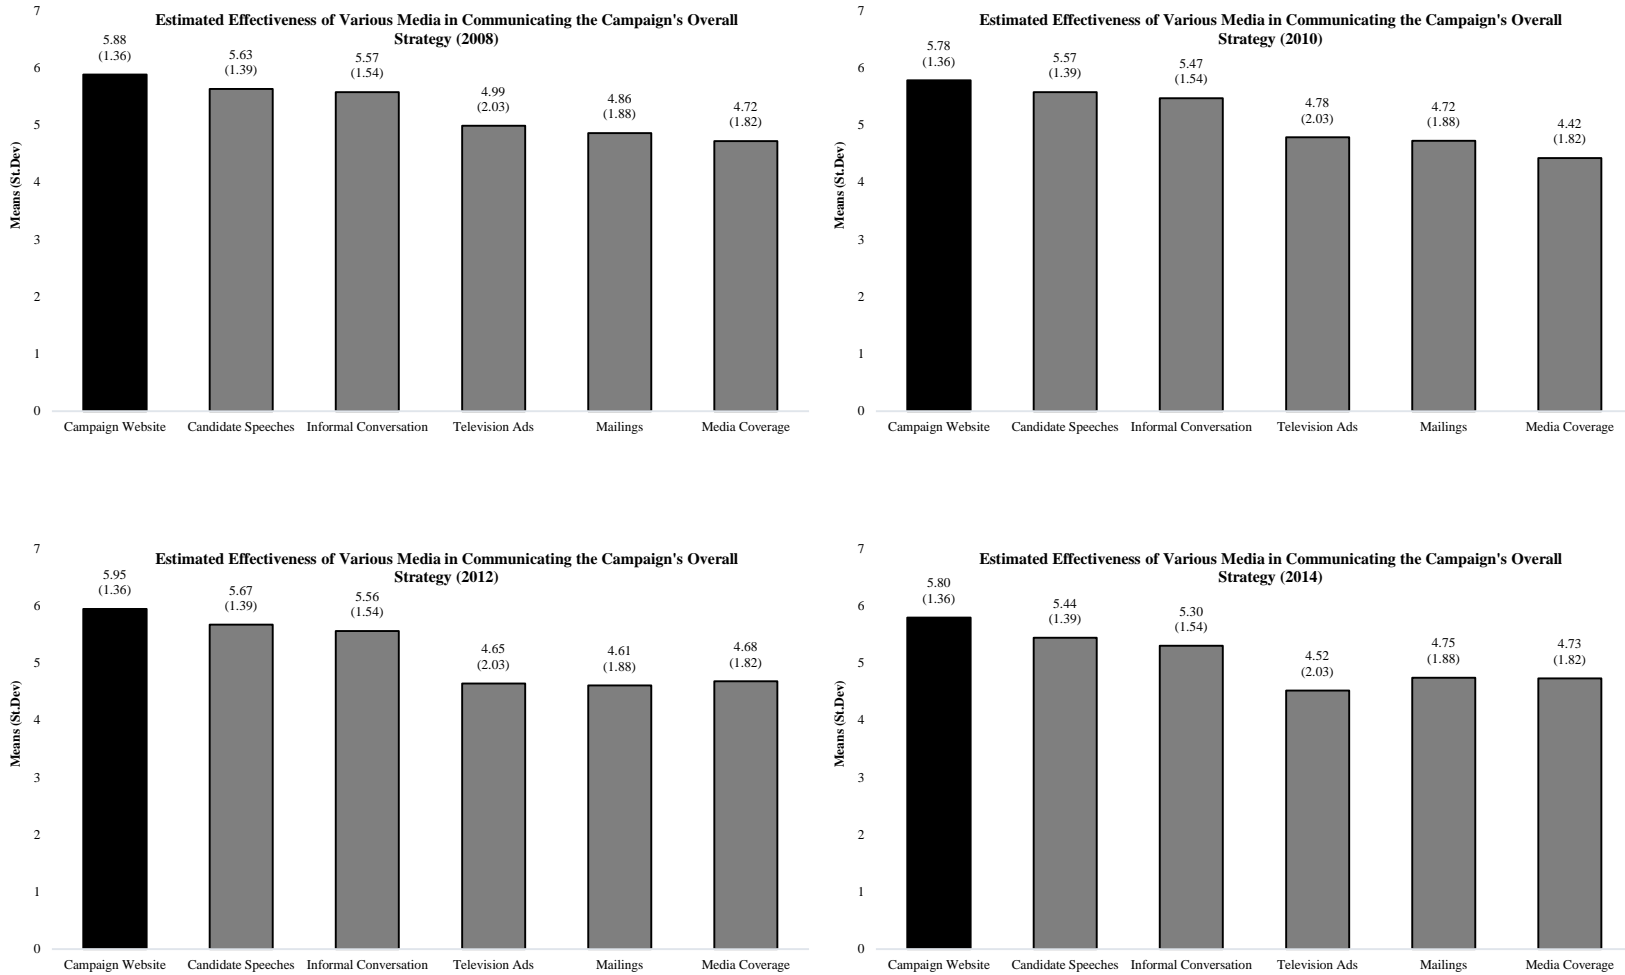 Estimated Effectiveness of Various Media in Communicating the Campaign's Overall
Strategy (2008)
Means (St.Dev)
7
6
5
4
3
2
1
0
5.88
(1.36)
5.63
(1.39)
5.57
(1.54)
4.99
(2.03)
4.86
(1.88)
4.72
(1.82)
Campaign Website
Candidate Speeches
Informal Conversation
Television Ads
Mailings
Media Coverage
Estimated Effectiveness of Various Media in Communicating the Campaign's Overall
Strategy (2010)
Means (St.Dev)
7
6
5
4
3
2
1
0
5.78
(1.36)
5.57
(1.39)
5.47
(1.54)
4.78
(2.03)
4.72
(1.88)
4.42
(1.82)
Campaign Website
Candidate Speeches
Informal Conversation
Television Ads
Mailings
Media Coverage
Estimated Effectiveness of Various Media in Communicating the Campaign's Overall
Strategy (2012)
Means (St.Dev)
7
6
5
4
3
2
1
0
5.95
(1.36)
5.67
(1.39)
5.56
(1.54)
4.65
(2.03)
4.61
(1.88)
4.68
(1.82)
Campaign Website
Candidate Speeches
Informal Conversation
Television Ads
Mailings
Media Coverage
Estimated Effectiveness of Various Media in Communicating the Campaign's Overall
Strategy (2014)
Means (St.Dev)
7
6
5
4
3
2
1
0
5.80
(1.36)
5.44
(1.39)
5.30
(1.54)
4.52
(2.03)
4.75
(1.88)
4.73
(1.82)
Campaign Website
Candidate Speeches
Informal Conversation
Television Ads
Mailings
Media Coverage